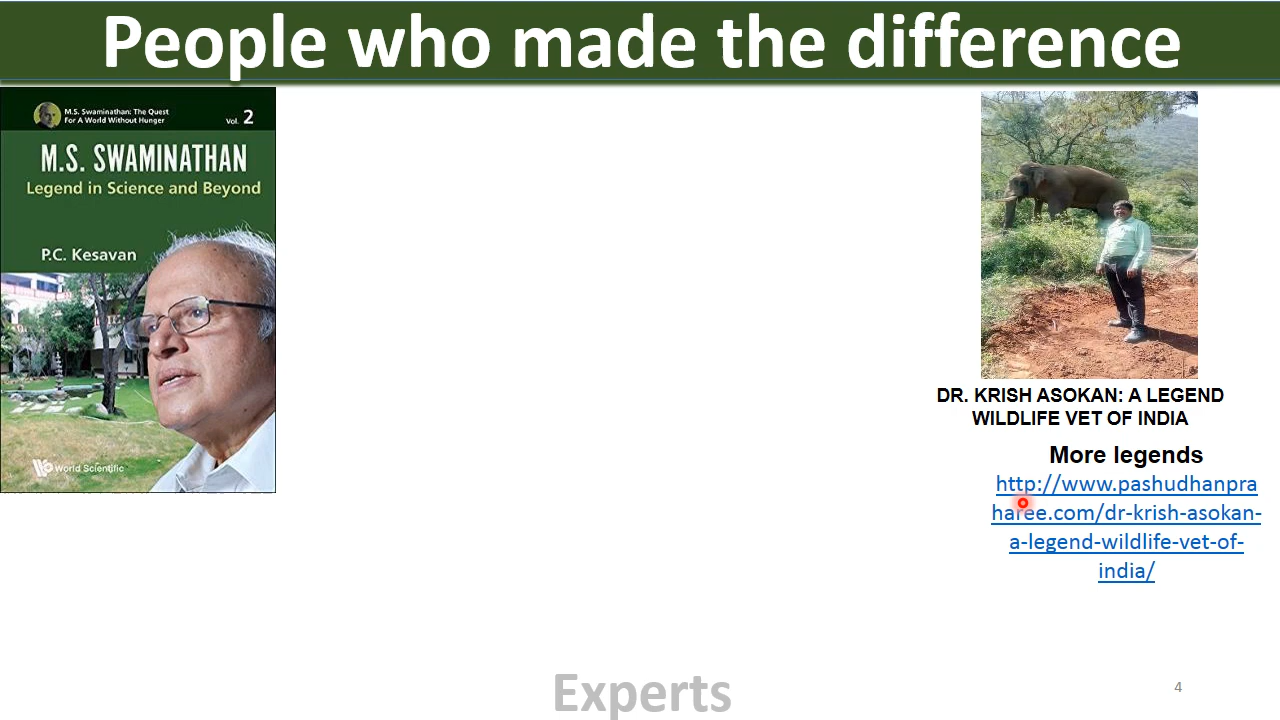 People who made the difference
M.S. Swaminathan: The Quest
For A World Without Hunger
Vol. 2
M.S. SWAMINATHAN
Legend in Science and Beyond
P.C. Kesavan
World Scientific
DR. KRISH ASOKAN: A LEGEND
WILDLIFE VET OF INDIA
More legends
http://www.pashudhanpra
haree.com/dr-krish-asokan-
a-legend-wildlife-vet-of-
india/
Experts
4